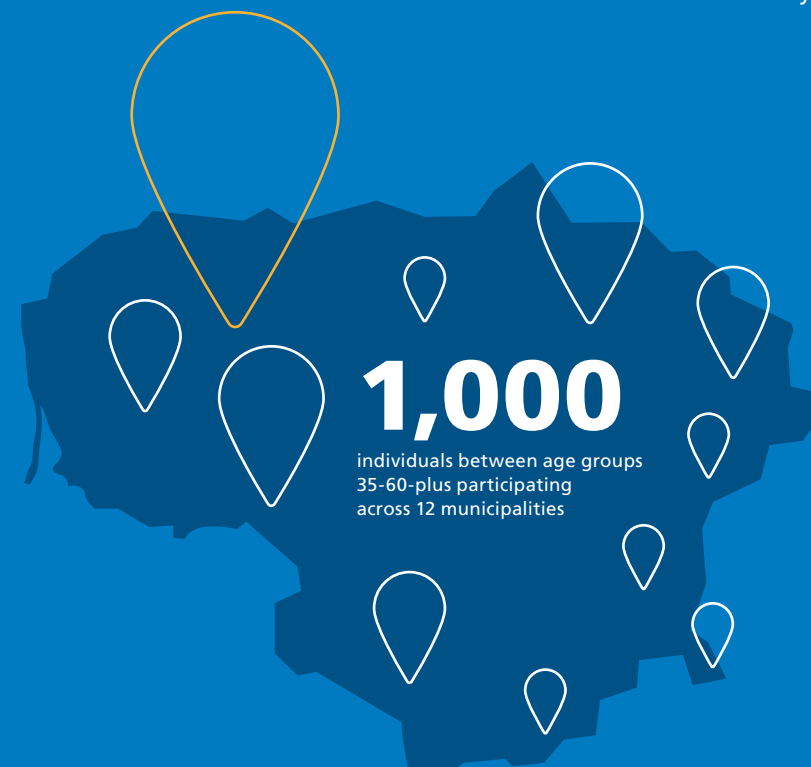 1,000
individuals between age groups
35-60-plus participating
across 12 municipalities